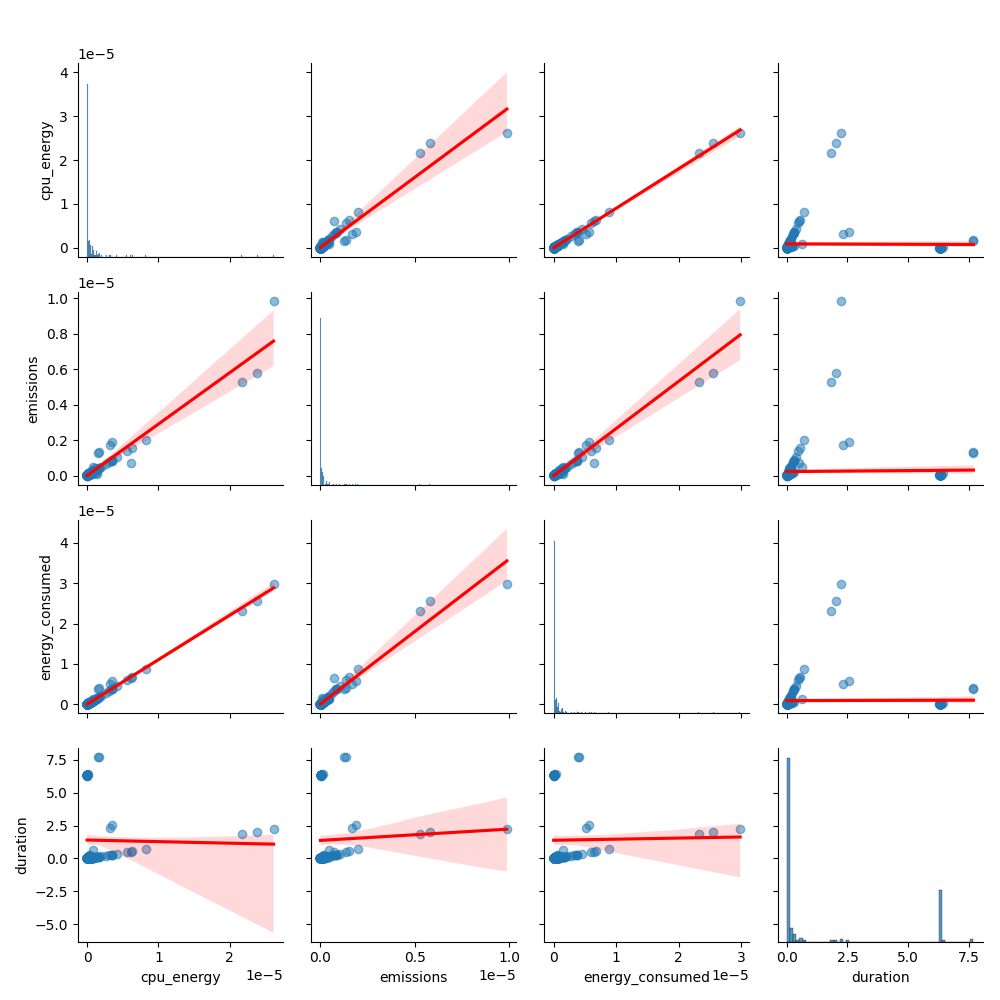 1e−5
4
3
2
1
0
cpu_energy
1e−5
1.0
0.8
0.6
0.4
0.2
0.0
emissions
1e−5
4
3
2
1
0
energy_consumed
7.5
5.0
2.5
0.0
−2.5
−5.0
duration
0 1 2 0.0 0.5 1.0 0 1 2 3 0.0 2.5 5.0 7.5
1e−5 1e−5 1e−5
cpu_energy emissions energy_consumed duration